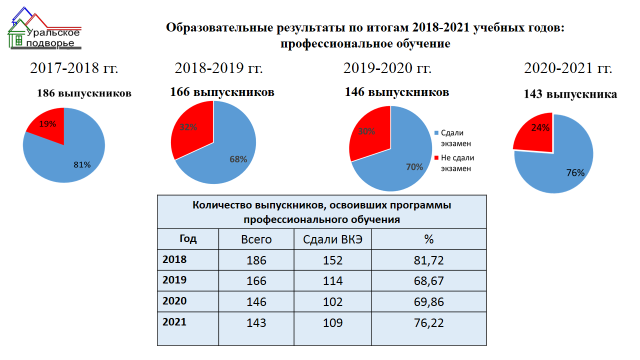 Уральское
подворье
Образовательные результаты по итогам 2018-2021 учебных годов:
профессиональное обучение
2017-2018 гг.
2018-2019 гг.
2019-2020 гг.
2020-2021 гг.
186 выпускников
166 выпускников
146 выпускников
143 выпускника
19%
81%
32%
68%
30%
70%
24%
76%
Сдали
экзамен
Не сдали
экзамен
Количество выпускников, освоивших программы
профессионального обучения
Год Всего Сдали ВКЭ %
2018 186 152 81,72
2019 166 114 68,67
2020 146 102 69,86
2021 143 109 76,22